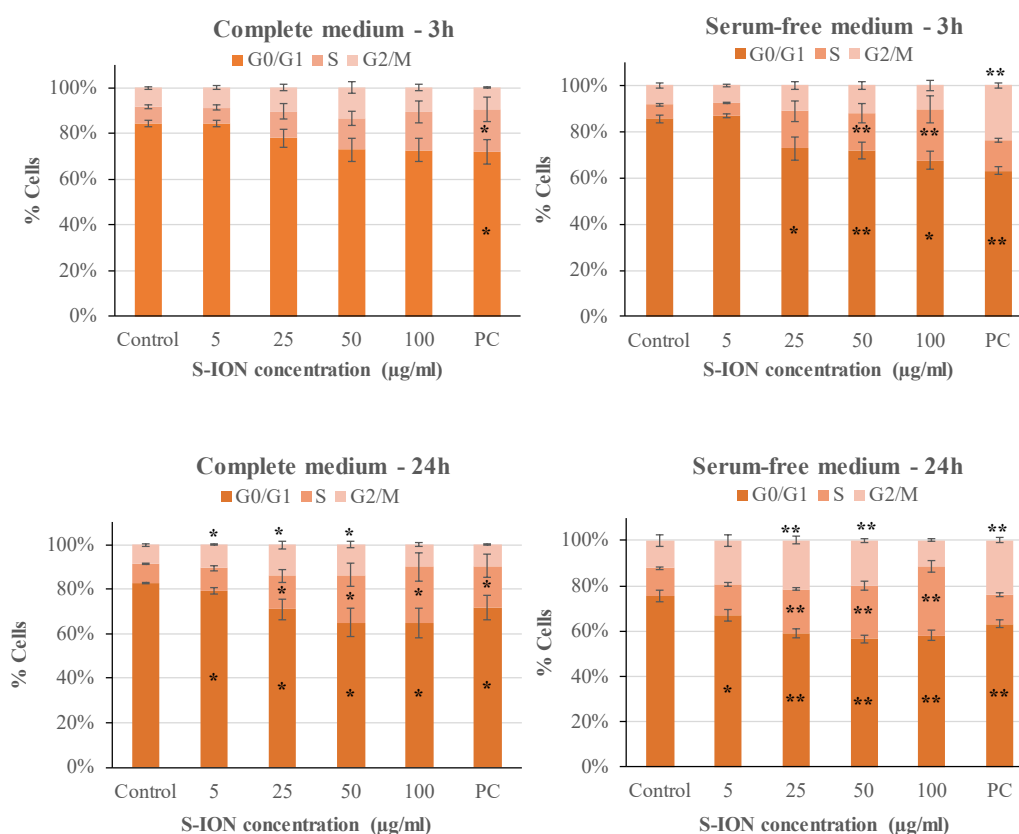 Complete medium - 3h
G0/G1 S G2/M
100%
80%
60%
40%
20%
0%
% Cells
*
*
Control 5 25 50 100 PC
S-ION concentration (µg/ml)
Serum-free medium - 3h
G0/G1 S G2/M
**
100%
80%
60%
40%
20%
0%
% Cells
** **
* ** * **
Control 5 25 50 100 PC
S-ION concentration (µg/ml)
Complete medium - 24h
G0/G1 S G2/M
* * *
100%
80%
60%
40%
20%
0%
% Cells
* * * *
* * * * *
Control 5 25 50 100 PC
S-ION concentration (µg/ml)
Serum-free medium - 24h
G0/G1 S G2/M
** ** **
100%
80%
60%
40%
20%
0%
% Cells
** ** **
* ** ** ** **
Control 5 25 50 100 PC
S-ION concentration (µg/ml)